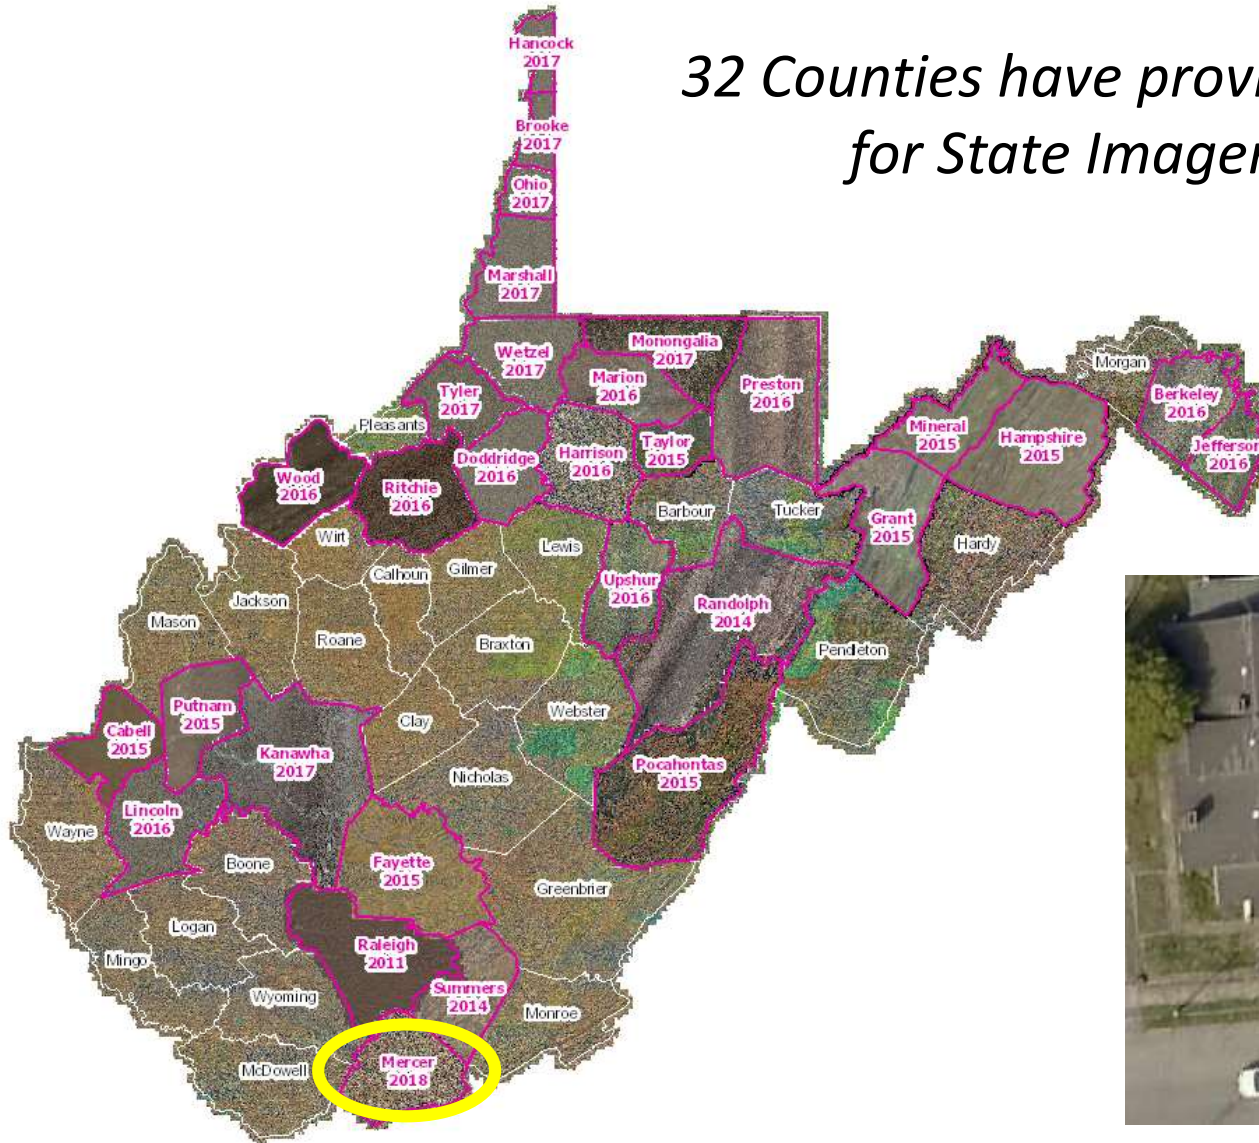 32 Counties have provi
for State Imager
Hancock
2017
Brooke
2017
Ohio
2017
Marshall
2017
Wetzel
2017
Monongalia
2017
Marion
2016
Preston
2016
Tyler
2017
Pleasants
Doddridge
2016
Harrison
2016
Taylor
2015
Wood
2016
Ritchie
2016
Mineral
2015
Hampshire
2015
Morgan
Berkeley
2016
Jefferson
2016
Grant
2015
Hardy
Barbour
Tucker
Wirt
Calhoun
Gilmer
Lewis
Upshur
2016
Randolph
2014
Pendleton
Mason
Jackson
Roane
Braxton
Webster
Clay
Nicholas
Pocahontas
2015
Cabell
2015
Putnam
2015
Kanawha
2017
Lincoln
2016
Wayne
Boone
Fayette
2015
Greenbrier
Logan
Mingo
Raleigh
2011
Wyoming
Summers
2014
Monroe
McDowell
Mercer
2018